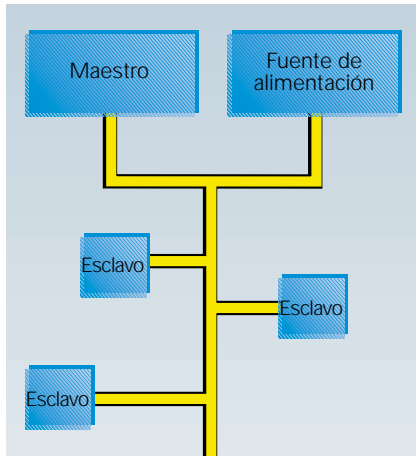 Maestro
Fuente de
alimentación
Esclavo
Esclavo
Esclavo